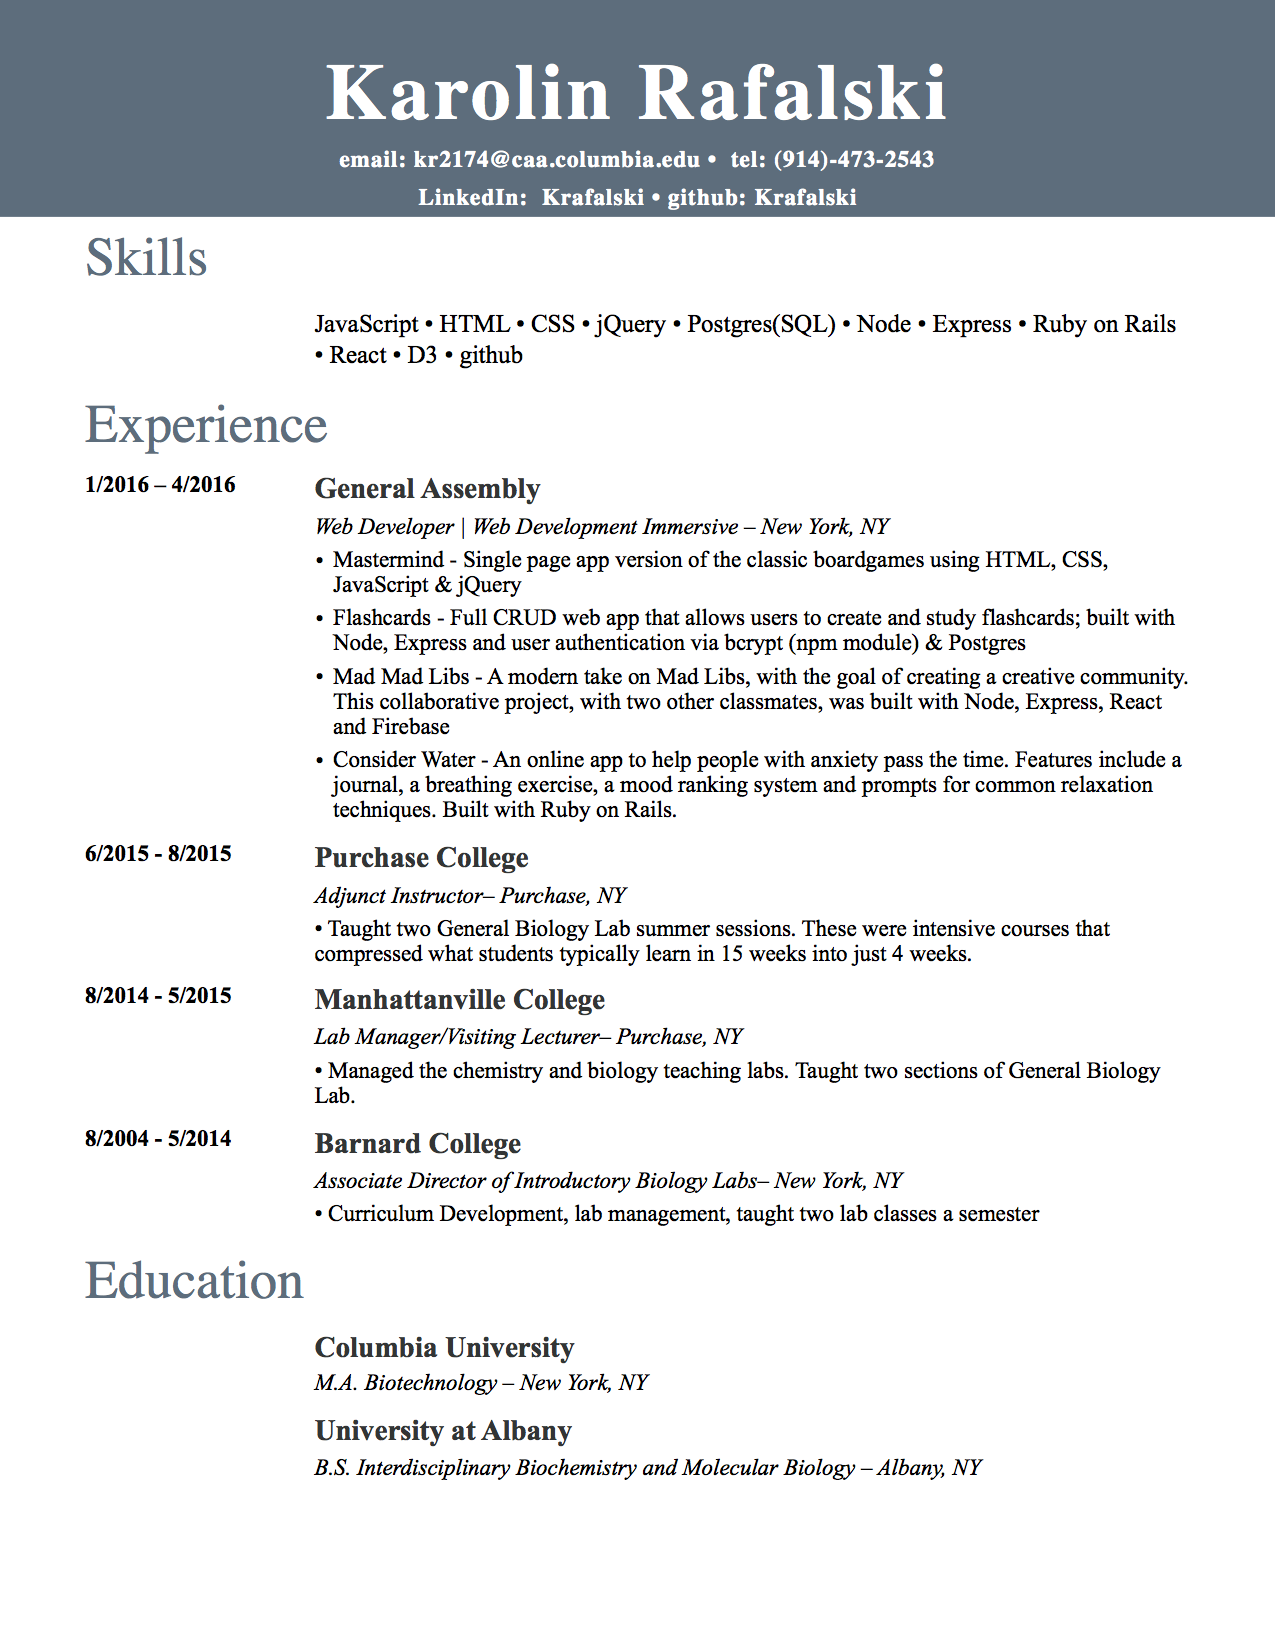 Karolin Rafalski
email: kr2174@caa.columbia.edu • tel: (914)-473-2543
LinkedIn: Krafalski • github: Krafalski
Skills
JavaScript • HTML • CSS • jQuery • Postgres(SQL) • Node • Express • Ruby on Rails
• React • D3 • github
Experience
1/2016 – 4/2016
General Assembly
Web Developer | Web Development Immersive – New York, NY
• Mastermind - Single page app version of the classic boardgames using HTML, CSS,
JavaScript & jQuery
• Flashcards - Full CRUD web app that allows users to create and study flashcards; built with
Node, Express and user authentication via bcrypt (npm module) & Postgres
• Mad Mad Libs - A modern take on Mad Libs, with the goal of creating a creative community.
This collaborative project, with two other classmates, was built with Node, Express, React
and Firebase
• Consider Water - An online app to help people with anxiety pass the time. Features include a
journal, a breathing exercise, a mood ranking system and prompts for common relaxation
techniques. Built with Ruby on Rails.
6/2015 - 8/2015
Purchase College
Adjunct Instructor– Purchase, NY
• Taught two General Biology Lab summer sessions. These were intensive courses that
compressed what students typically learn in 15 weeks into just 4 weeks.
8/2014 - 5/2015
Manhattanville College
Lab Manager/Visiting Lecturer– Purchase, NY
• Managed the chemistry and biology teaching labs. Taught two sections of General Biology
Lab.
8/2004 - 5/2014
Barnard College
Associate Director of Introductory Biology Labs– New York, NY
• Curriculum Development, lab management, taught two lab classes a semester
Education
Columbia University
M.A. Biotechnology – New York, NY
University at Albany
B.S. Interdisciplinary Biochemistry and Molecular Biology – Albany, NY